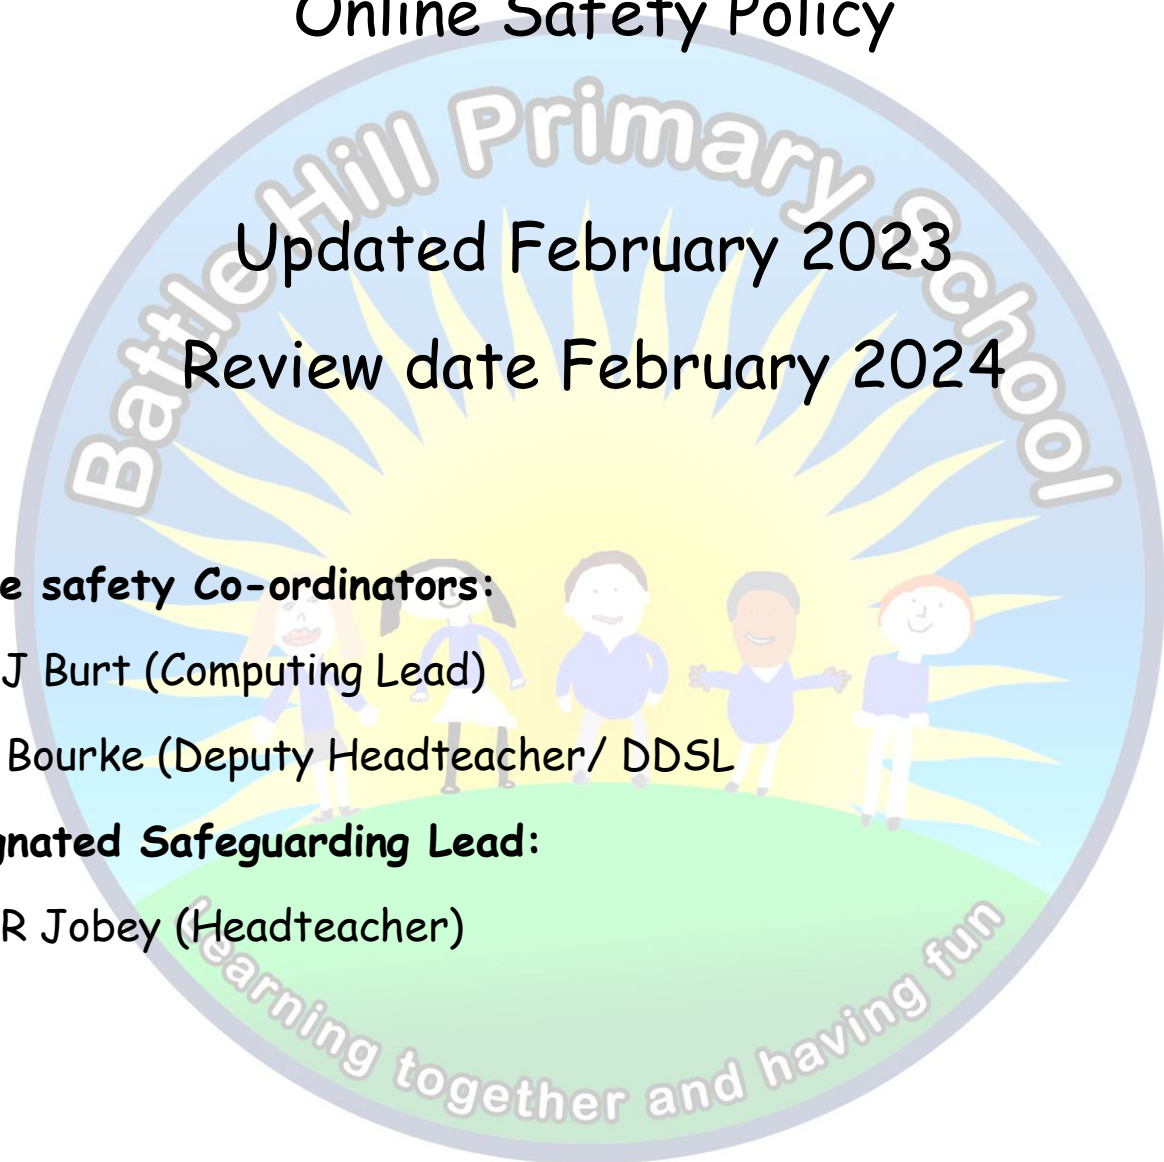 Online Safety Policy
Battle Hill Primary School
Updated February 2023
Review date February 2024
e safety Co-ordinators:
J Burt (Computing Lead)
Bourke (Deputy Headteacher/ DDSL
gnated Safeguarding Lead:
R Jobey (Headteacher)
Learning together and having fun